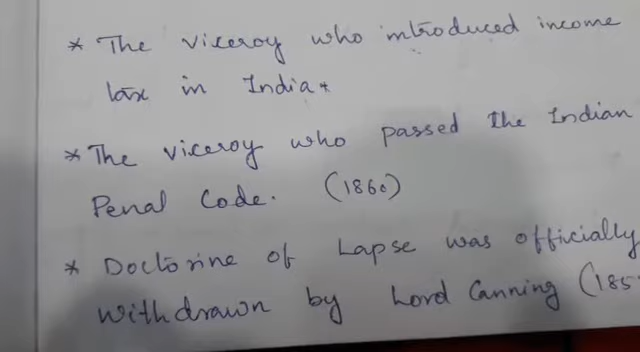 * The viceroy who introduced income
tax in India *
* The viceroy who passed the Indian
Penal Code. (1860)
* Doctorine of Lapse was officially
withdrawn by Lord Canning (185